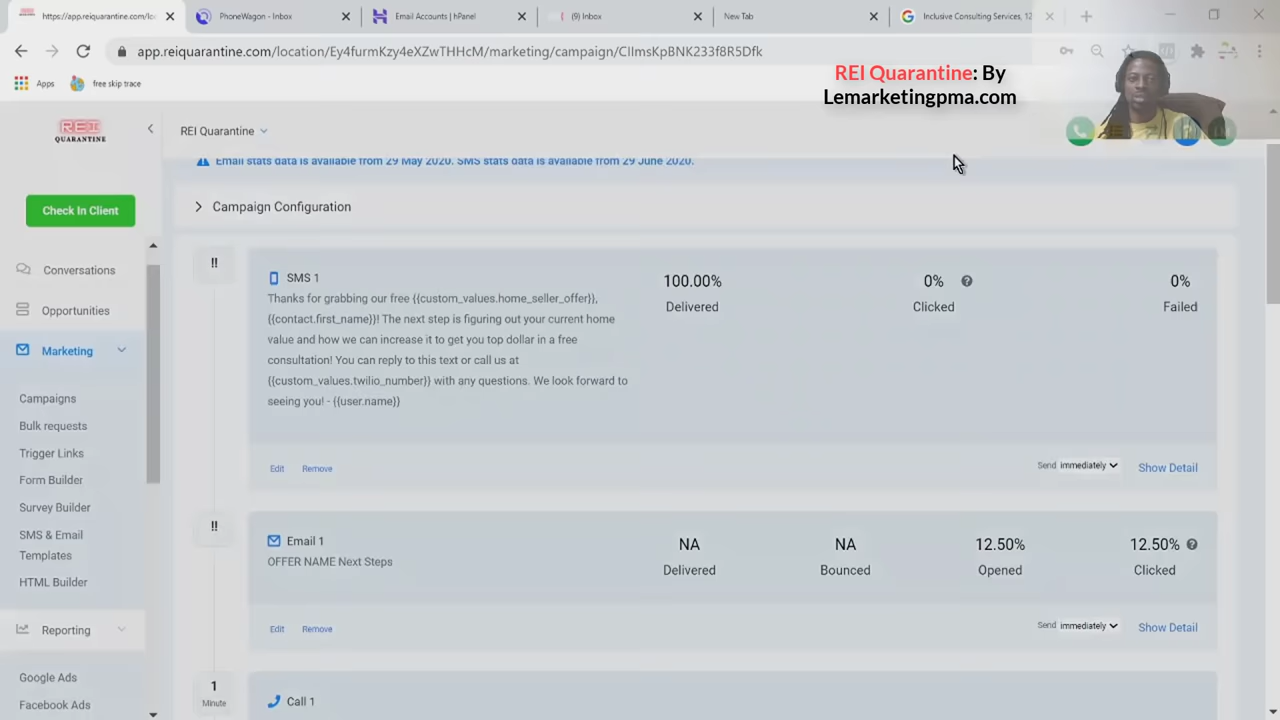 https://app.reiquarantine.com/lo
PhoneWagon - Inbox
Email Accounts | hPanel
(9) Inbox
New Tab
Inclusive Consulting Services, 12
app.reiquarantine.com/location/Ey4furmKzy4eXZwTHHcM/marketing/campaign/CIImsKpBNK233f8R5Dfk
Apps
free skip trace
REI Quarantine: By
Lemarketingpma.com
REI
QUARANTINE
REI Quarantine
Email stats data is available from 29 May 2020. SMS stats data is available from 29 June 2020.
Check In Client
Campaign Configuration
Conversations
Opportunities
Marketing
Campaigns
Bulk requests
Trigger Links
Form Builder
Survey Builder
SMS & Email
Templates
HTML Builder
Reporting
Google Ads
Facebook Ads
!!
SMS 1
Thanks for grabbing our free {{custom_values.home_seller_offer}},
{{contact.first_name}}! The next step is figuring out your current home
value and how we can increase it to get you top dollar in a free
consultation! You can reply to this text or call us at
{{custom_values.twilio_number}} with any questions. We look forward to
seeing you! - {{user.name}}
100.00%
Delivered
0%
Clicked
0%
Failed
Edit Remove
Send immediately Show Detail
!!
Email 1
OFFER NAME Next Steps
NA
Delivered
NA
Bounced
12.50%
Opened
12.50%
Clicked
Edit Remove
Send immediately Show Detail
1
Minute
Call 1